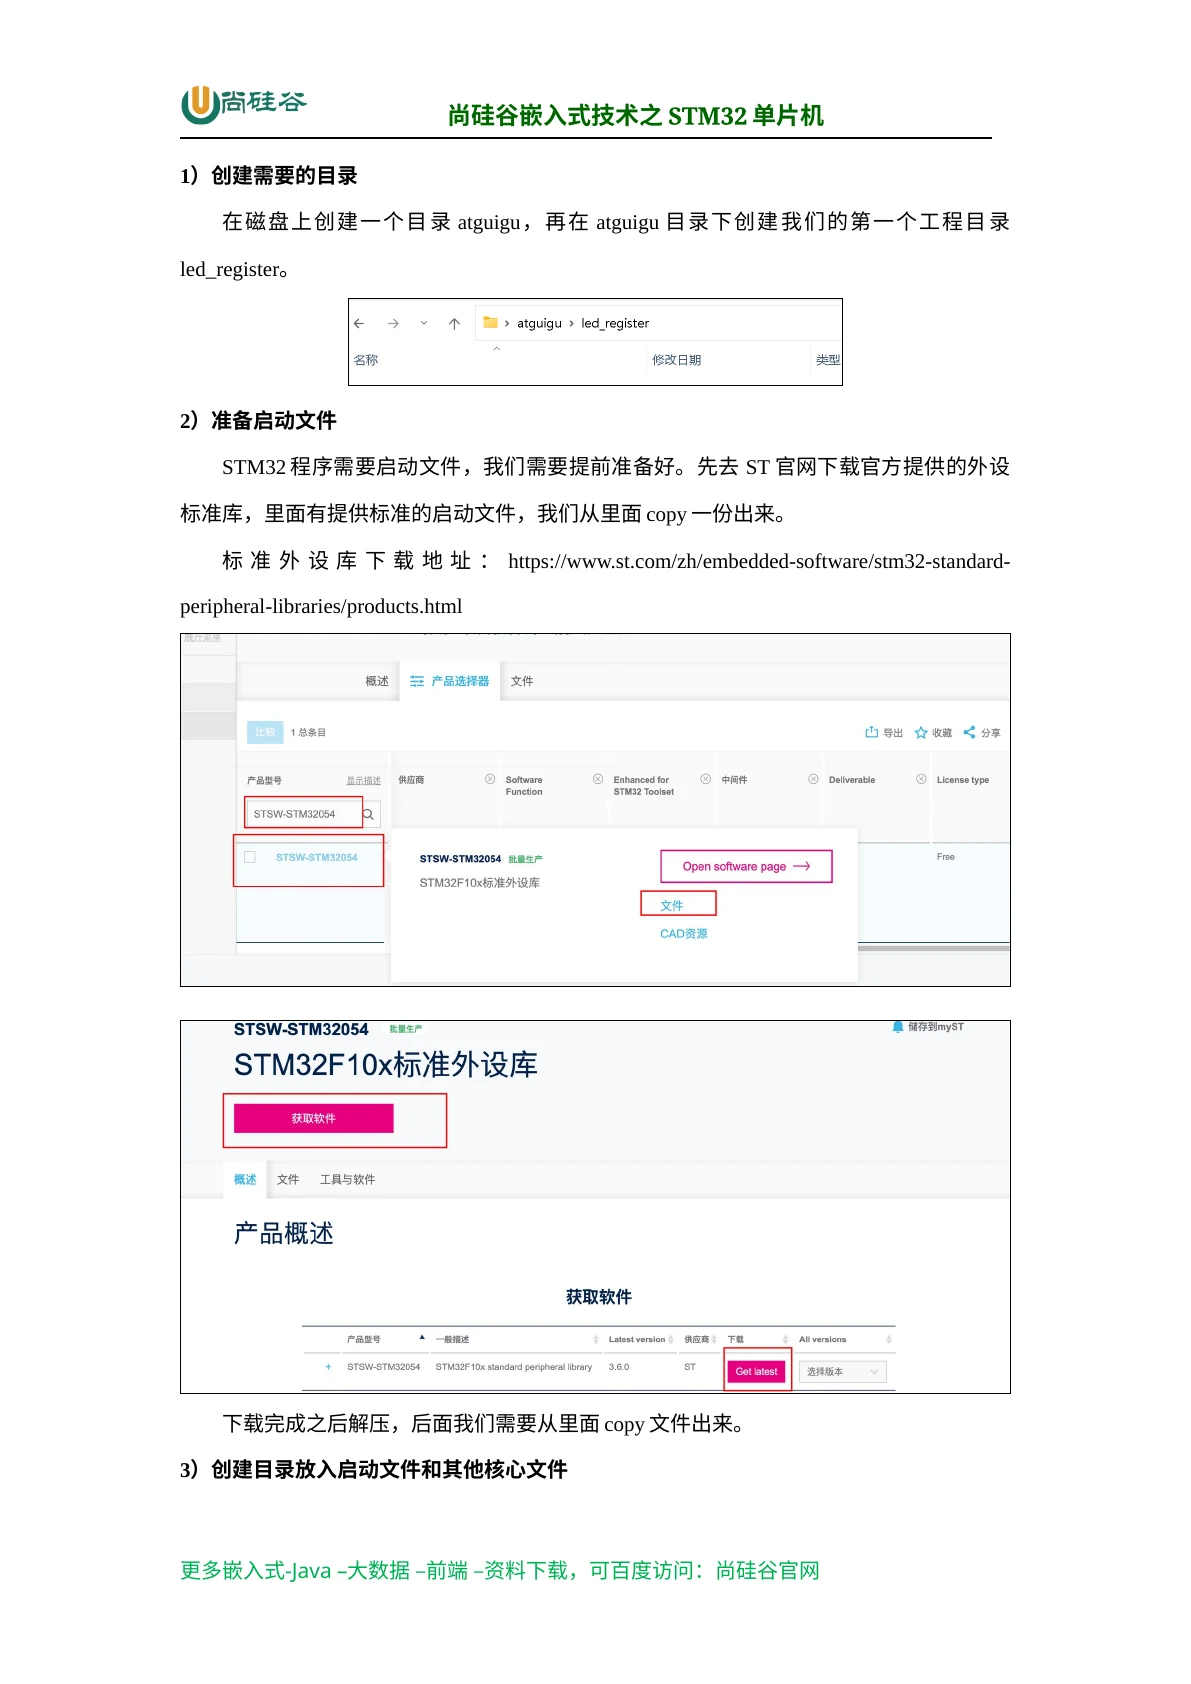 尚硅谷
尚硅谷嵌入式技术之 STM32 单片机
1）创建需要的目录
在磁盘上创建一个目录 atguigu，再在 atguigu 目录下创建我们的第一个工程目录
led_register。
atguigu › led_register
名称 修改日期 类型
2）准备启动文件
STM32 程序需要启动文件，我们需要提前准备好。先去 ST 官网下载官方提供的外设
标准库，里面有提供标准的启动文件，我们从里面 copy 一份出来。
标准外设库下载地址：https://www.st.com/zh/embedded-software/stm32-standard-
peripheral-libraries/products.html
展开菜单
概述 产品选择器 文件
比较 1 总条目 导出 收藏 分享
产品型号 显示描述 供应商 Software Function Enhanced for STM32 Toolset 中间件 Deliverable License type
STSW-STM32054
STSW-STM32054 Free
STSW-STM32054 批量生产 Open software page
STM32F10x标准外设库
文件
CAD资源
STSW-STM32054 批量生产 储存到myST
STM32F10x标准外设库
获取软件
概述 文件 工具与软件
产品概述
获取软件
产品型号 一般描述 Latest version 供应商 下载 All versions
+ STSW-STM32054 STM32F10x standard peripheral library 3.6.0 ST Get latest 选择版本
下载完成之后解压，后面我们需要从里面 copy 文件出来。
3）创建目录放入启动文件和其他核心文件
更多嵌入式-Java –大数据 –前端 –资料下载，可百度访问：尚硅谷官网